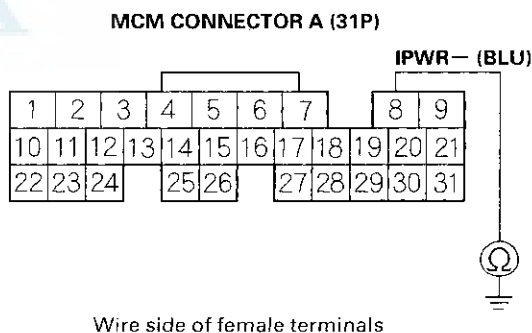 MCM CONNECTOR A (31P)
IPWR− (BLU)
1 2 3 4 5 6 7 8 9
10 11 12 13 14 15 16 17 18 19 20 21
22 23 24 25 26 27 28 29 30 31
Ω
Wire side of female terminals